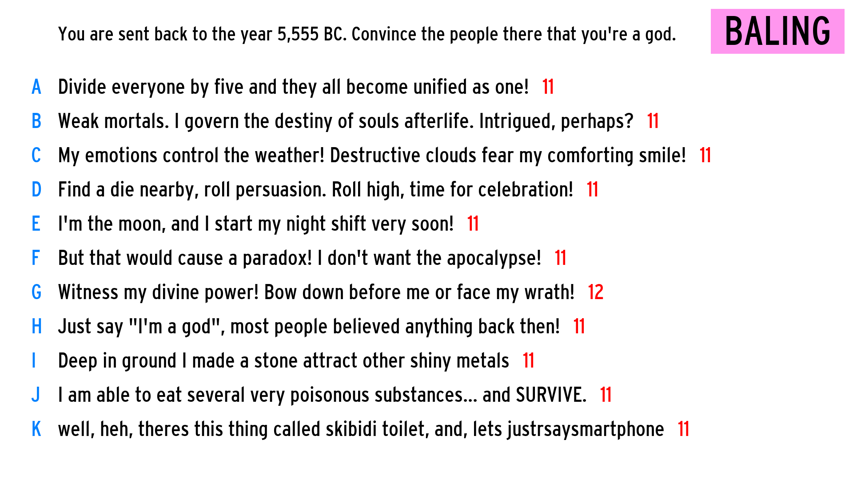 You are sent back to the year 5,555 BC. Convince the people there that you're a god.
BALING
A Divide everyone by five and they all become unified as one! 11
B Weak mortals. I govern the destiny of souls afterlife. Intrigued, perhaps? 11
C My emotions control the weather! Destructive clouds fear my comforting smile! 11
D Find a die nearby, roll persuasion. Roll high, time for celebration! 11
E I'm the moon, and I start my night shift very soon! 11
F But that would cause a paradox! I don't want the apocalypse! 11
G Witness my divine power! Bow down before me or face my wrath! 12
H Just say "I'm a god", most people believed anything back then! 11
I Deep in ground I made a stone attract other shiny metals 11
J I am able to eat several very poisonous substances... and SURVIVE. 11
K well, heh, theres this thing called skibidi toilet, and, lets justrsaysmartphone 11